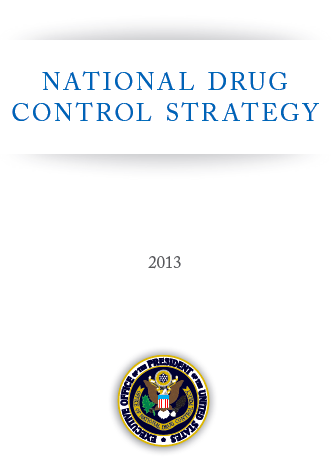 NATIONAL DRUG
CONTROL STRATEGY
2013
EXECUTIVE OFFICE OF THE PRESIDENT OF THE UNITED STATES